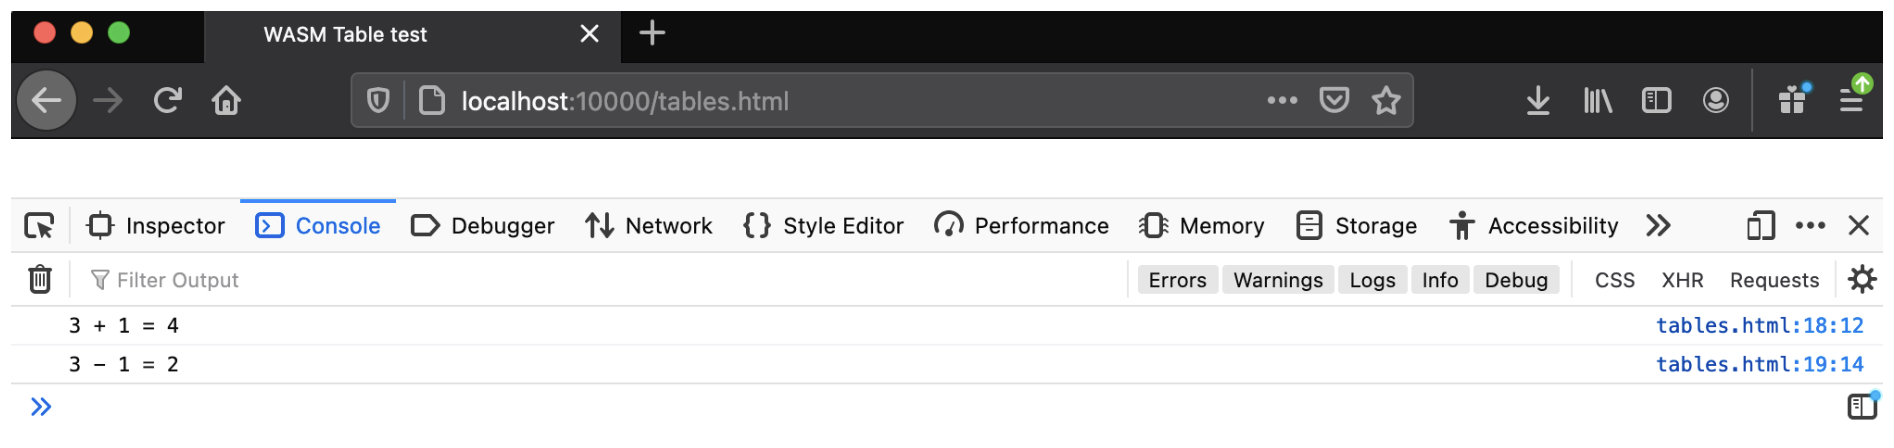 WASM Table test
localhost:10000/tables.html
Inspector Console Debugger Network {} Style Editor Performance Memory Storage Accessibility
Filter Output Errors Warnings Logs Info Debug CSS XHR Requests
3 + 1 = 4 tables.html:18:12
3 - 1 = 2 tables.html:19:14